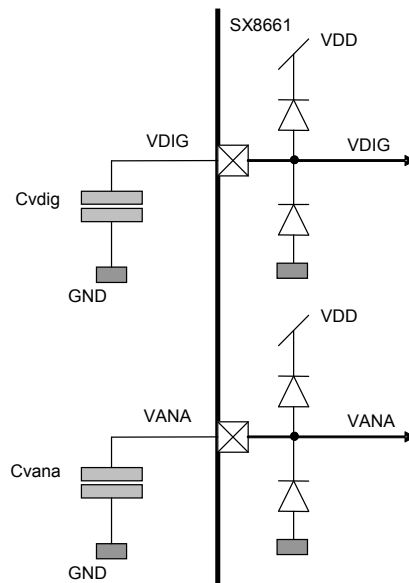 SX8661
VDD
VDIG
VDIG
Cvdig
GND
VDD
VANA
VANA
Cvana
GND